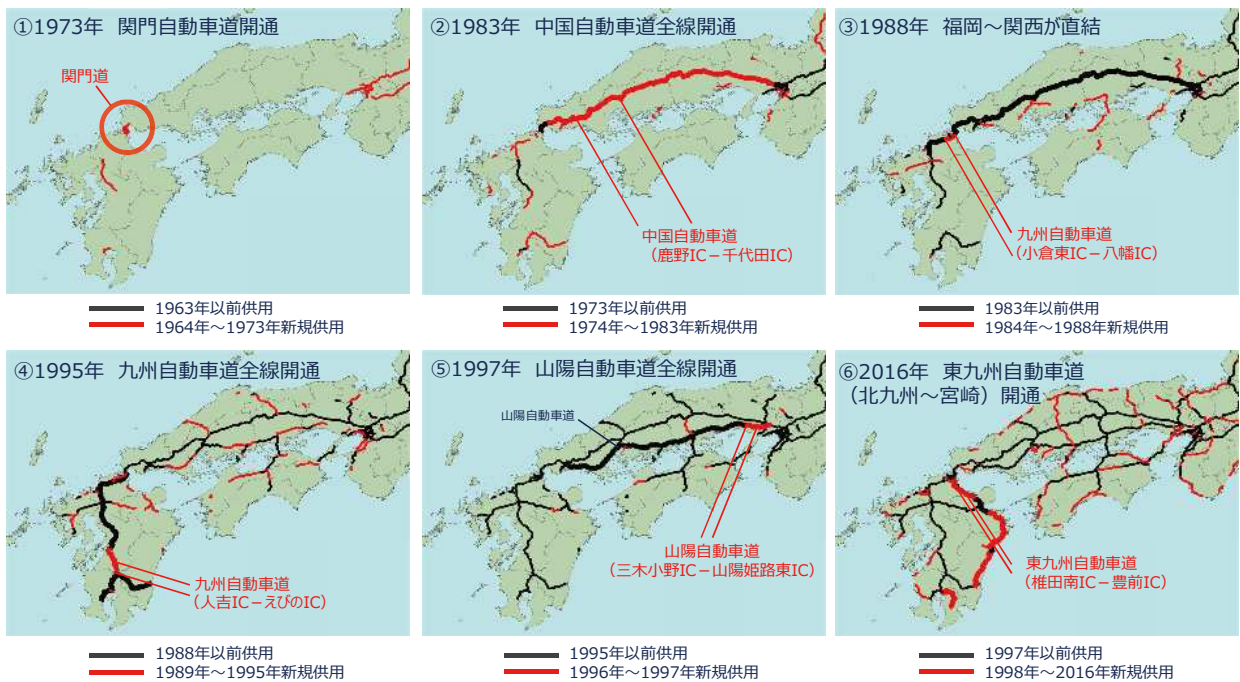 ①1973年 関門自動車道開通
関門道
1963年以前供用
1964年～1973年新規供用
②1983年 中国自動車道全線開通
中国自動車道
（鹿野IC－千代田IC）
1973年以前供用
1974年～1983年新規供用
③1988年 福岡～関西が直結
九州自動車道
（小倉東IC－八幡IC）
1983年以前供用
1984年～1988年新規供用
④1995年 九州自動車道全線開通
九州自動車道
（人吉IC－えびのIC）
1988年以前供用
1989年～1995年新規供用
⑤1997年 山陽自動車道全線開通
山陽自動車道
山陽自動車道
（三木小野IC－山陽姫路東IC）
1995年以前供用
1996年～1997年新規供用
⑥2016年 東九州自動車道
（北九州～宮崎）開通
東九州自動車道
（椎田南IC－豊前IC）
1997年以前供用
1998年～2016年新規供用